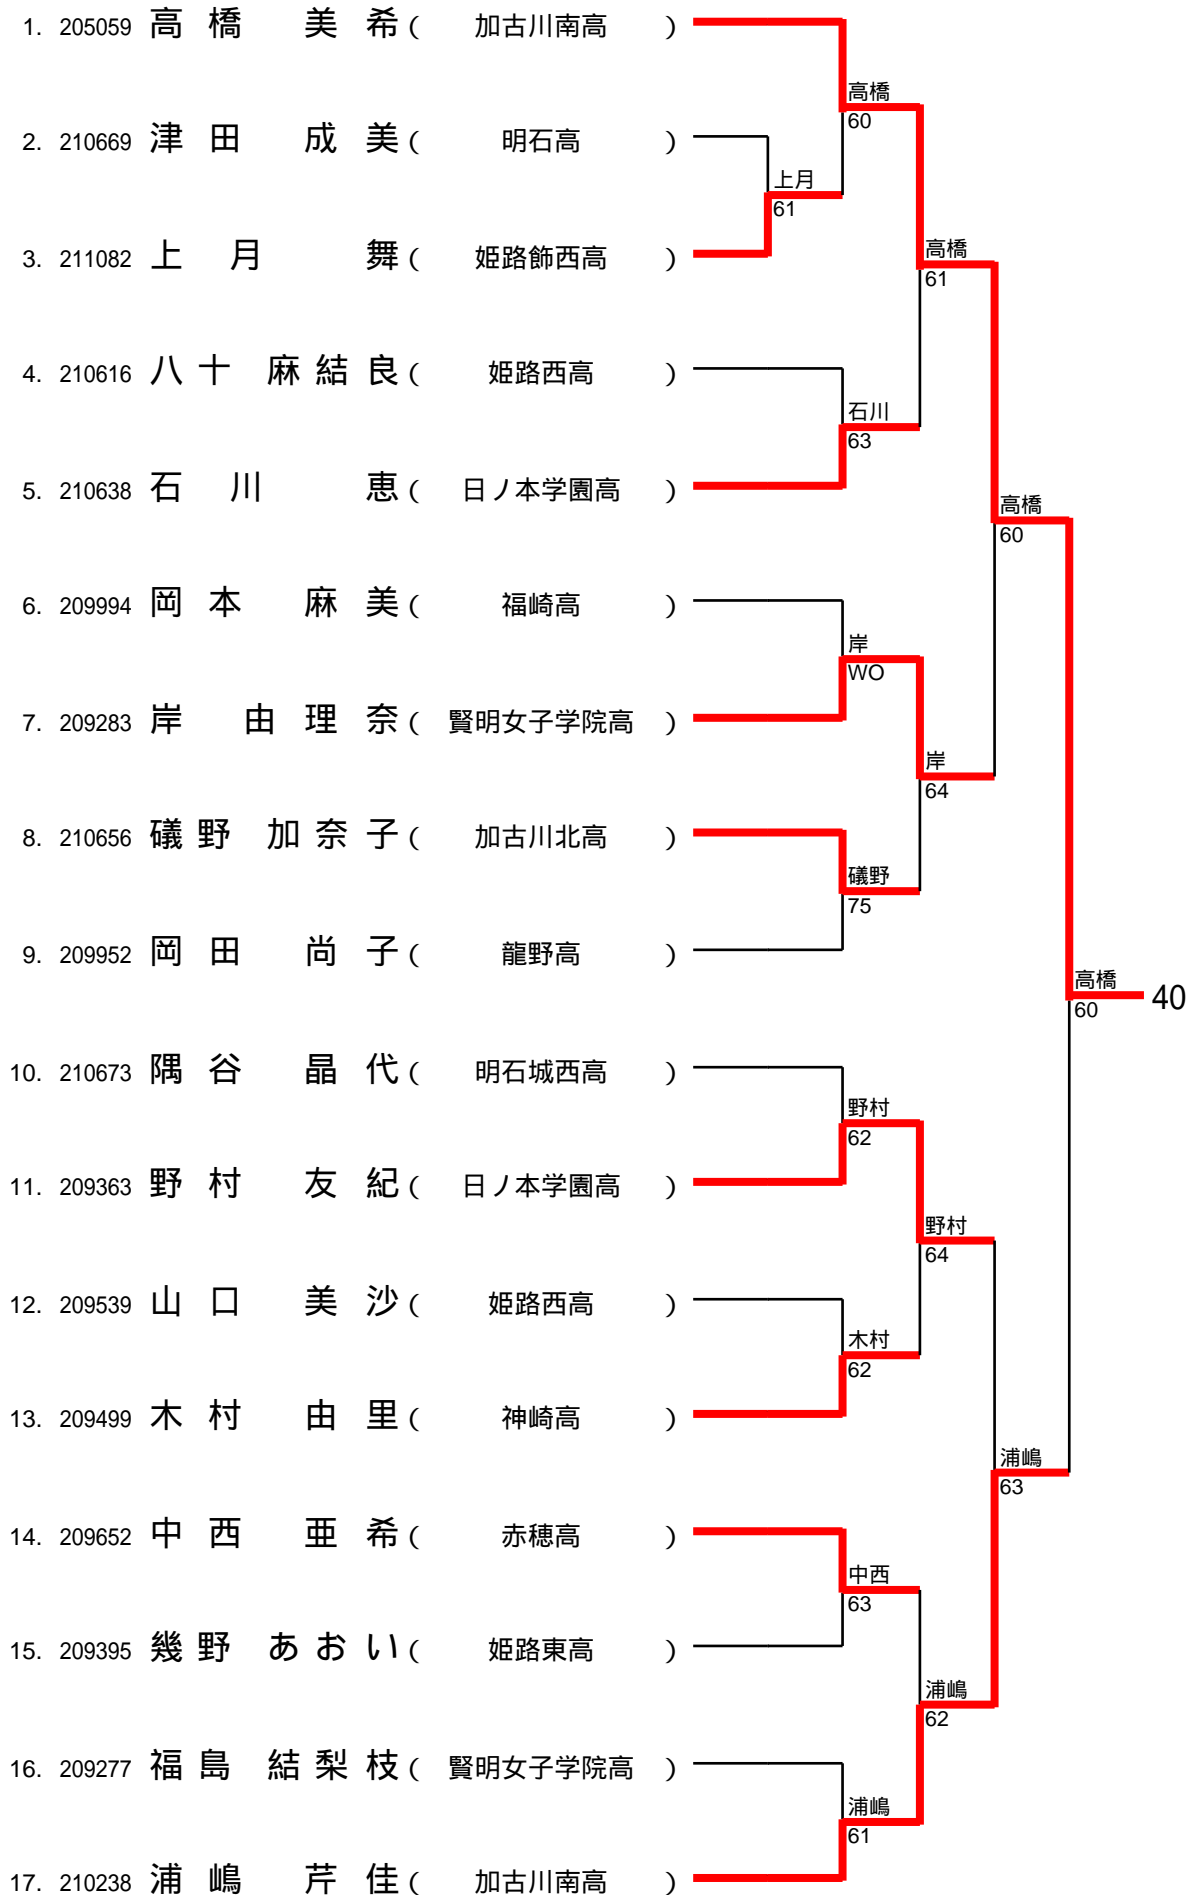 1. 205059 高橋 美希 ( 加古川南高 )
高橋
60
2. 210669 津田 成美 ( 明石高 )
上月
61
3. 211082 上月 舞 ( 姫路飾西高 )
高橋
61
4. 210616 八十 麻結良 ( 姫路西高 )
石川
63
5. 210638 石川 恵 ( 日ノ本学園高 )
高橋
60
6. 209994 岡本 麻美 ( 福崎高 )
岸
WO
7. 209283 岸 由理奈 ( 賢明女子学院高 )
岸
64
8. 210656 礒野 加奈子 ( 加古川北高 )
礒野
75
9. 209952 岡田 尚子 ( 龍野高 )
高橋
60
40
10. 210673 隅谷 晶代 ( 明石城西高 )
野村
62
11. 209363 野村 友紀 ( 日ノ本学園高 )
野村
64
12. 209539 山口 美沙 ( 姫路西高 )
木村
62
13. 209499 木村 由里 ( 神崎高 )
浦嶋
63
14. 209652 中西 亜希 ( 赤穂高 )
中西
63
15. 209395 幾野 あおい ( 姫路東高 )
浦嶋
62
16. 209277 福島 結梨枝 ( 賢明女子学院高 )
浦嶋
61
17. 210238 浦嶋 芹佳 ( 加古川南高 )